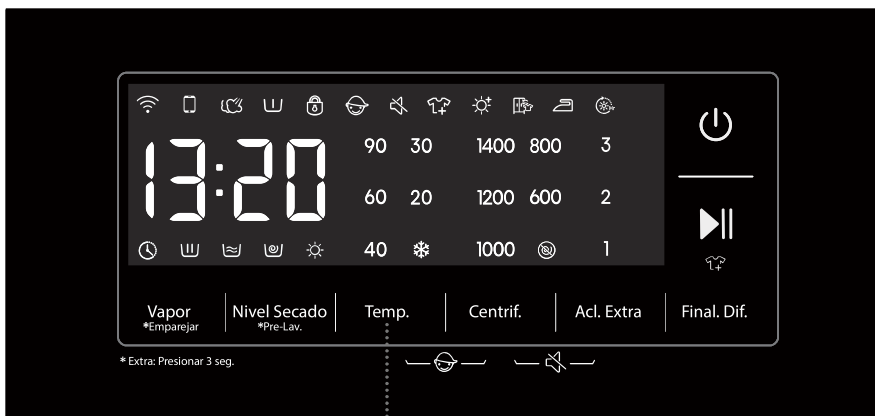 90 30 1400 800 3
13:20
60 20 1200 600 2
40 1000 1
Vapor Nivel Secado Temp. Centrif. Acl. Extra Final. Dif.
*Emparejar *Pre-Lav.
* Extra: Presionar 3 seg.